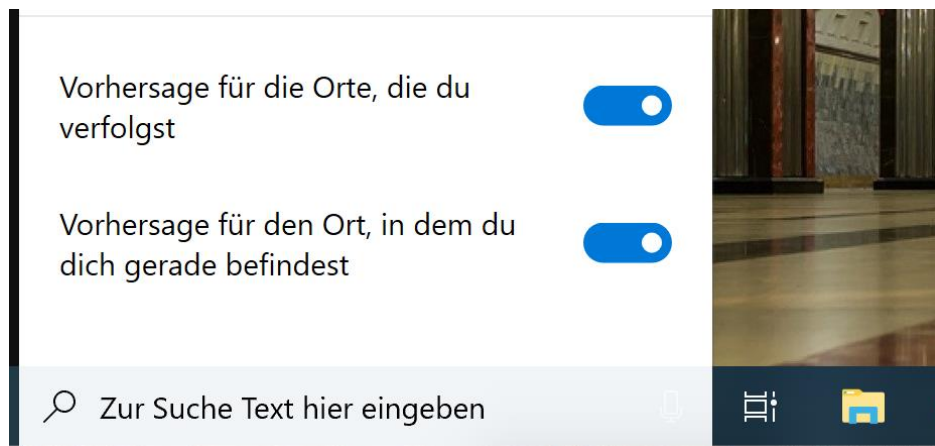 Vorhersage für die Orte, die du
verfolgst
Vorhersage für den Ort, in dem du
dich gerade befindest
Zur Suche Text hier eingeben